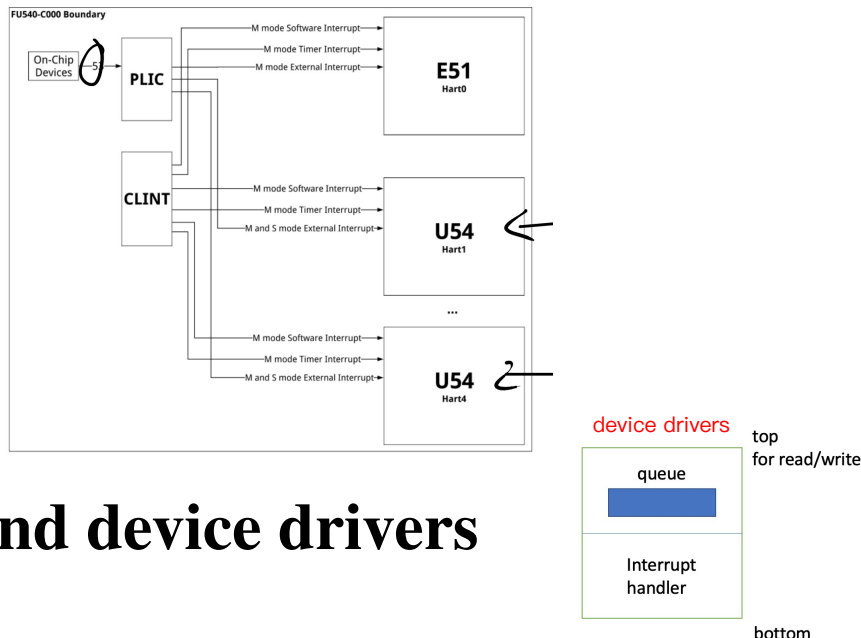 FU540-C000 Boundary
On-Chip
Devices
PLIC
CLINT
M mode Software Interrupt
M mode Timer Interrupt
M mode External Interrupt
E51
Hart0
M mode Software Interrupt
M mode Timer Interrupt
M and S mode External Interrupt
U54
Hart1
...
M mode Software Interrupt
M mode Timer Interrupt
M and S mode External Interrupt
U54
Hart4
device drivers
top
for read/write
queue
Interrupt
handler
bottom
nd device drivers